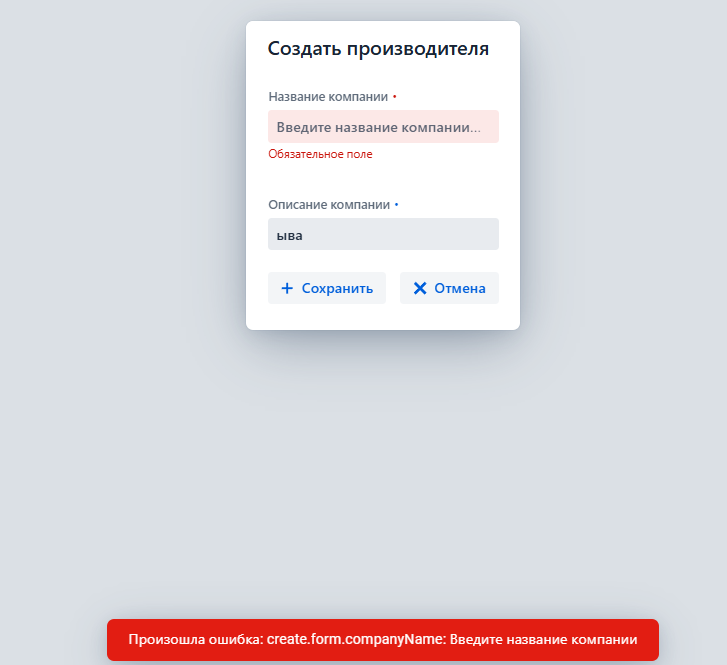 Создать производителя
Название компании •
Введите название компании...
Обязательное поле
Описание компании •
ыва
Сохранить
Отмена
Произошла ошибка: create.form.companyName: Введите название компании